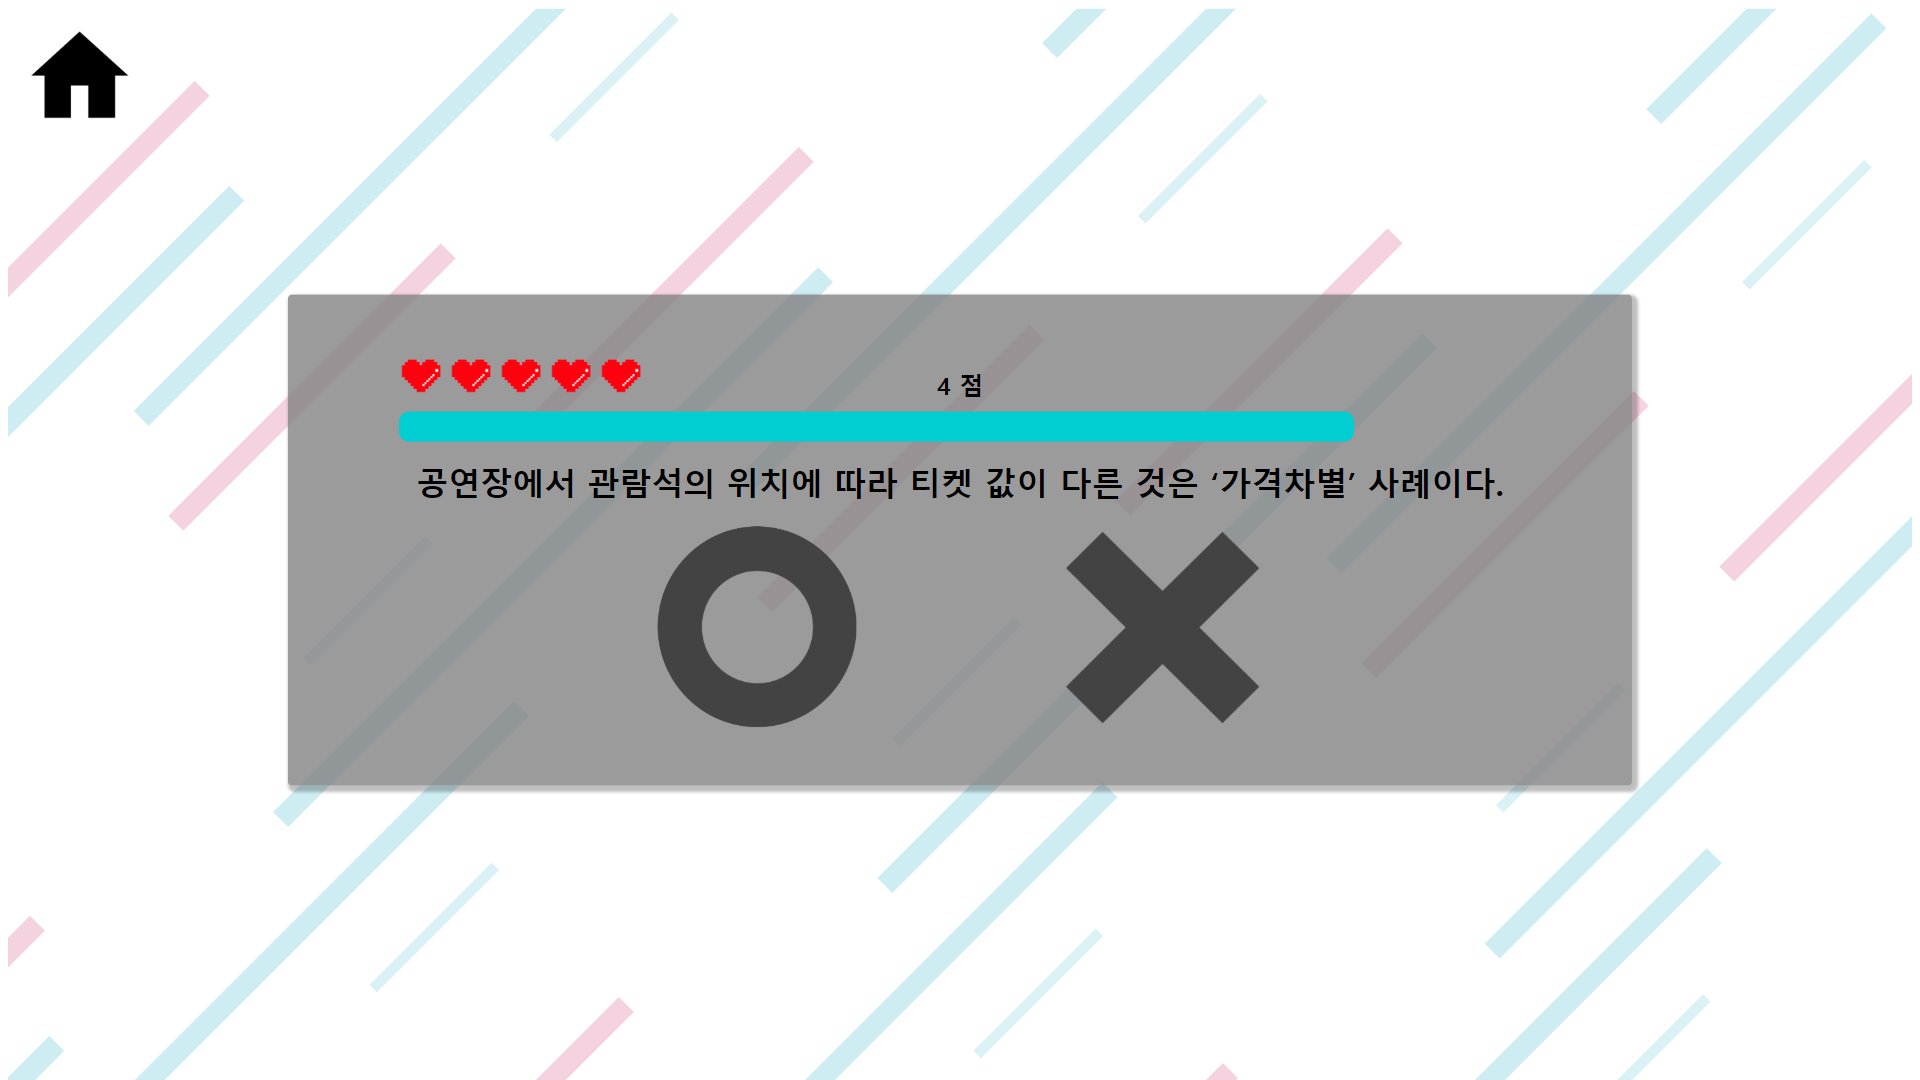 4 점
공연장에서 관람석의 위치에 따라 티켓 값이 다른 것은 ‘가격차별’ 사례이다.